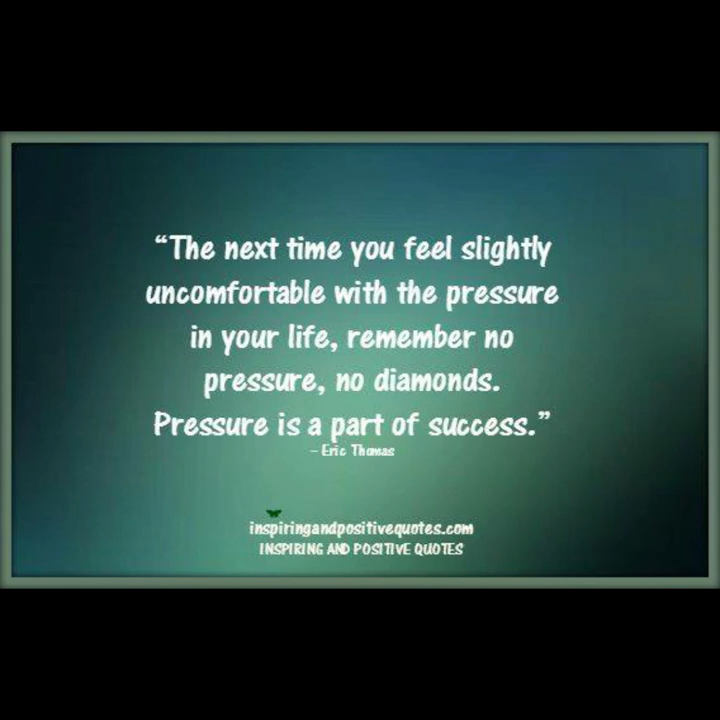 “The next time you feel slightly
uncomfortable with the pressure
in your life, remember no
pressure, no diamonds.
Pressure is a part of success.”
– Eric Thomas
inspiringandpositivequotes.com
INSPIRING AND POSITIVE QUOTES